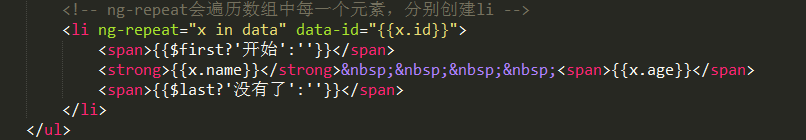 <!-- ng-repeat会遍历数组中每一个元素，分别创建li -->
<li ng-repeat="x in data" data-id="{{x.id}}">
<span>{{$first?'开始':''}}</span>
<strong>{{x.name}}</strong>&nbsp;&nbsp;&nbsp;&nbsp;<span>{{x.age}}</span>
<span>{{$last?'没有了':''}}</span>
</li>
</ul>